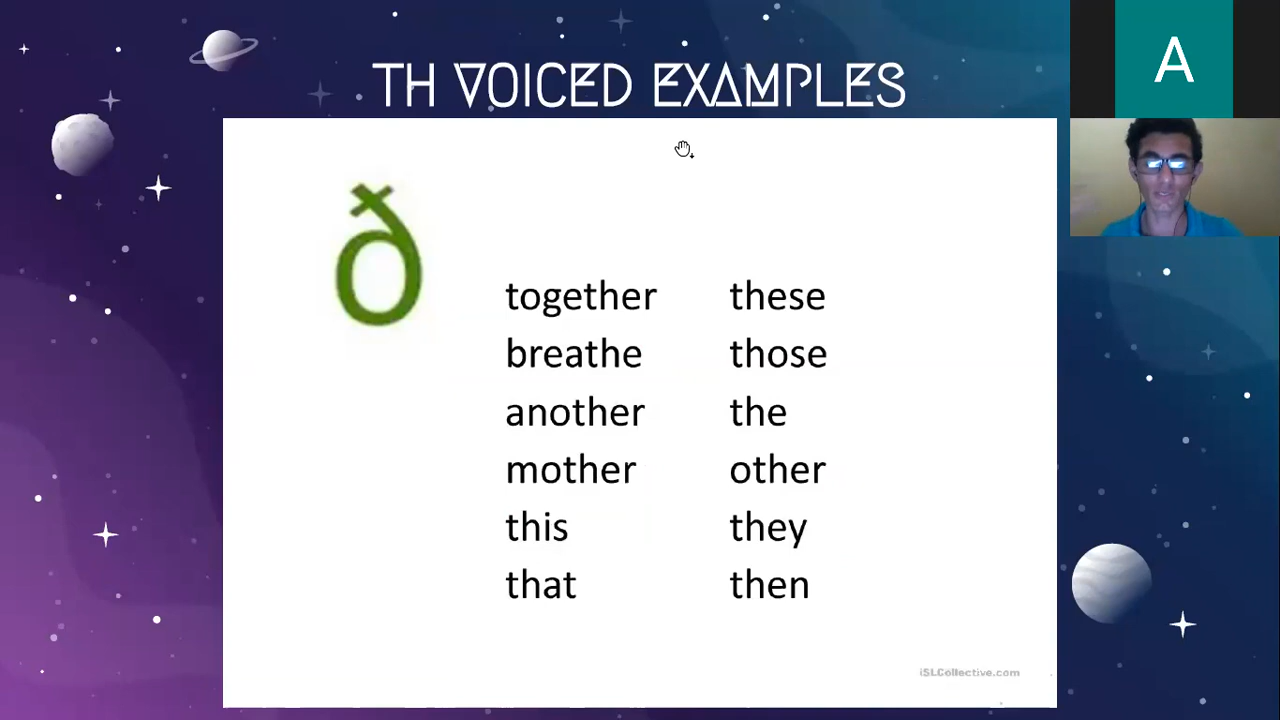 TH VOICED EXAMPLES
A
ð
together
breathe
another
mother
this
that
these
those
the
other
they
then
iSLCollective.com